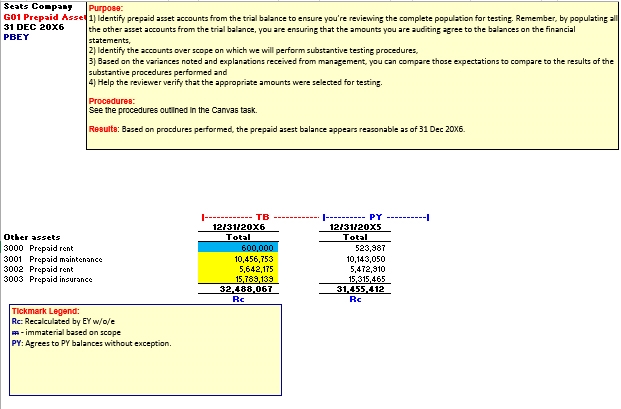 Seats Company
G01 Prepaid Asset
31 DEC 20X6
PBEY
Purpose:
1) Identify prepaid asset accounts from the trial balance to ensure you're reviewing the complete population for testing. Remember, by populating all
the other asset accounts from the trial balance, you are ensuring that the amounts you are auditing agree to the balances on the financial
statements,
2) Identify the accounts over scope on which we will perform substantive testing procedures,
3) Based on the variances noted and explanations received from management, you can compare those expectations to compare to the results of the
substantive procedures performed and
4) Help the reviewer verify that the appropriate amounts were selected for testing.
Procedures:
See the procedures outlined in the Canvas task.
Results: Based on procdures performed, the prepaid asest balance appears reasonable as of 31 Dec 20X6.
|------------ TB ------------|---------- PY ----------|
12/31/20X6 12/31/20X5
Other assets Total Total
3000 Prepaid rent 600,000 523,987
3001 Prepaid maintenance 10,456,753 10,143,050
3002 Prepaid rent 5,642,175 5,472,910
3003 Prepaid insurance 15,789,139 15,315,465
32,488,067 31,455,412
Rc Rc
Tickmark Legend:
Rc: Recalculated by EY w/o/e
m - immaterial based on scope
PY: Agrees to PY balances without exception.